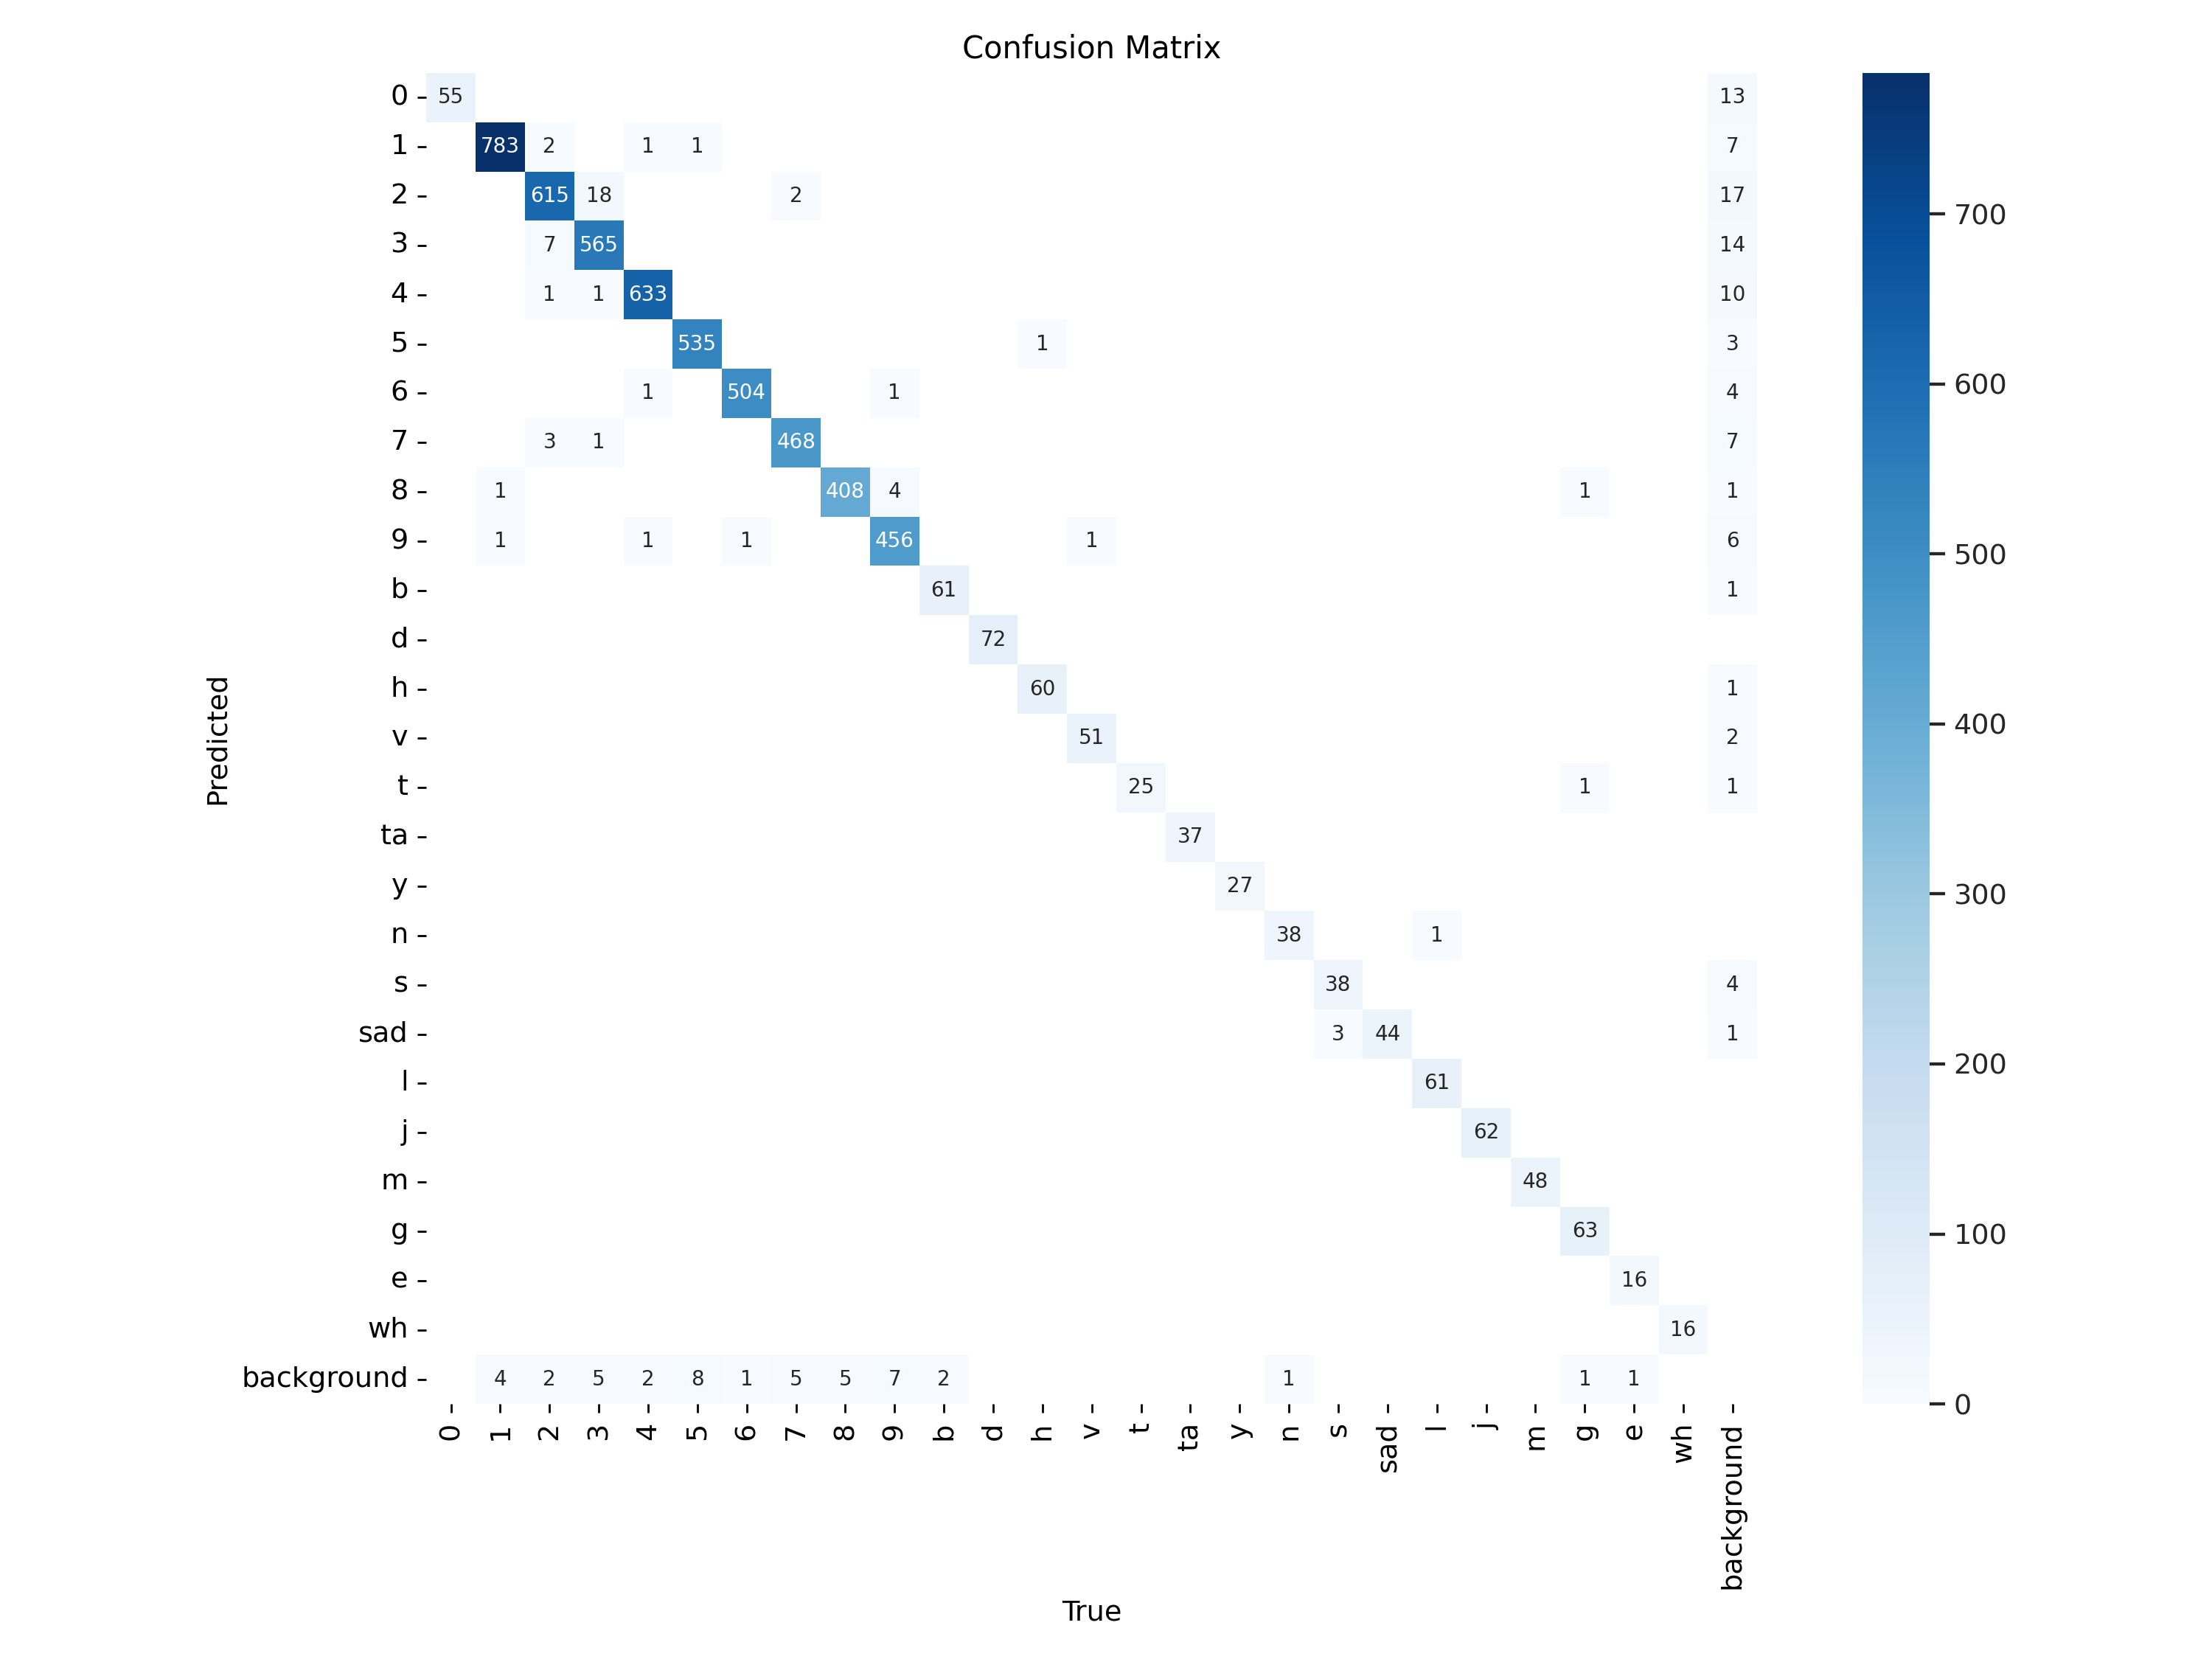 Confusion Matrix
0 55 13
1 783 2 1 1 7
2 615 18 2 17
3 7 565 14
4 1 1 633 10
5 535 1 3
6 1 504 1 4
7 3 1 468 7
8 1 408 4 1 1
9 1 1 1 456 1 6
b 61 1
d 72
h 60 1
v 51 2
t 25 1 1
ta 37
y 27
n 38 1
s 38 4
sad 3 44 1
l 61
j 62
m 48
g 63
e 16
wh 16
background 4 2 5 2 8 1 5 5 7 2 1 1 1
0 1 2 3 4 5 6 7 8 9 b d h v t ta y n s sad l j m g e wh background
True
Predicted
700
600
500
400
300
200
100
0